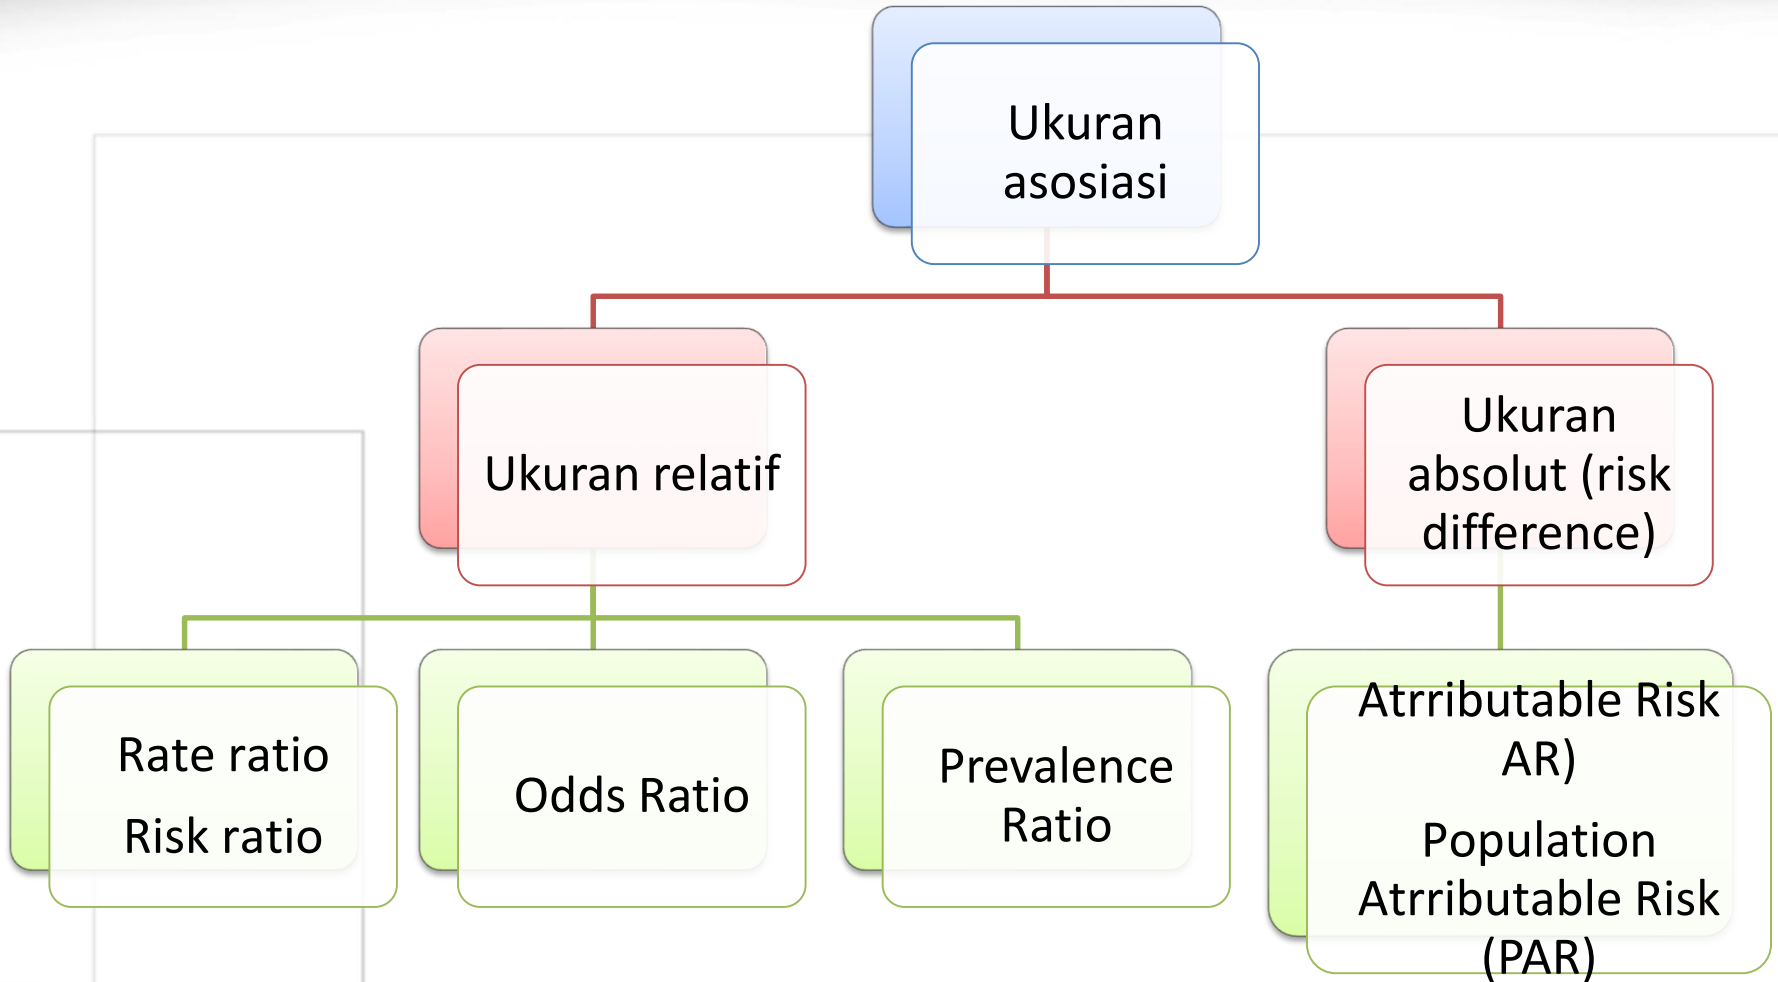 Ukuran
asosiasi
Ukuran relatif
Ukuran
absolut (risk
difference)
Rate ratio
Risk ratio
Odds Ratio
Prevalence
Ratio
Atrributable Risk
AR)
Population
Atrributable Risk
(PAR)